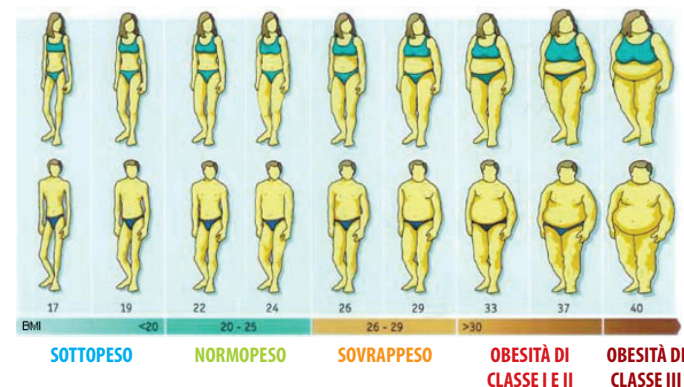 17 19 22 24 26 29 33 37 40
BMI <20 20 - 25 26 - 29 >30
SOTTOPESO NORMOPESO SOVRAPPESO OBESITÀ DI OBESITÀ DI
CLASSE I E II CLASSE III